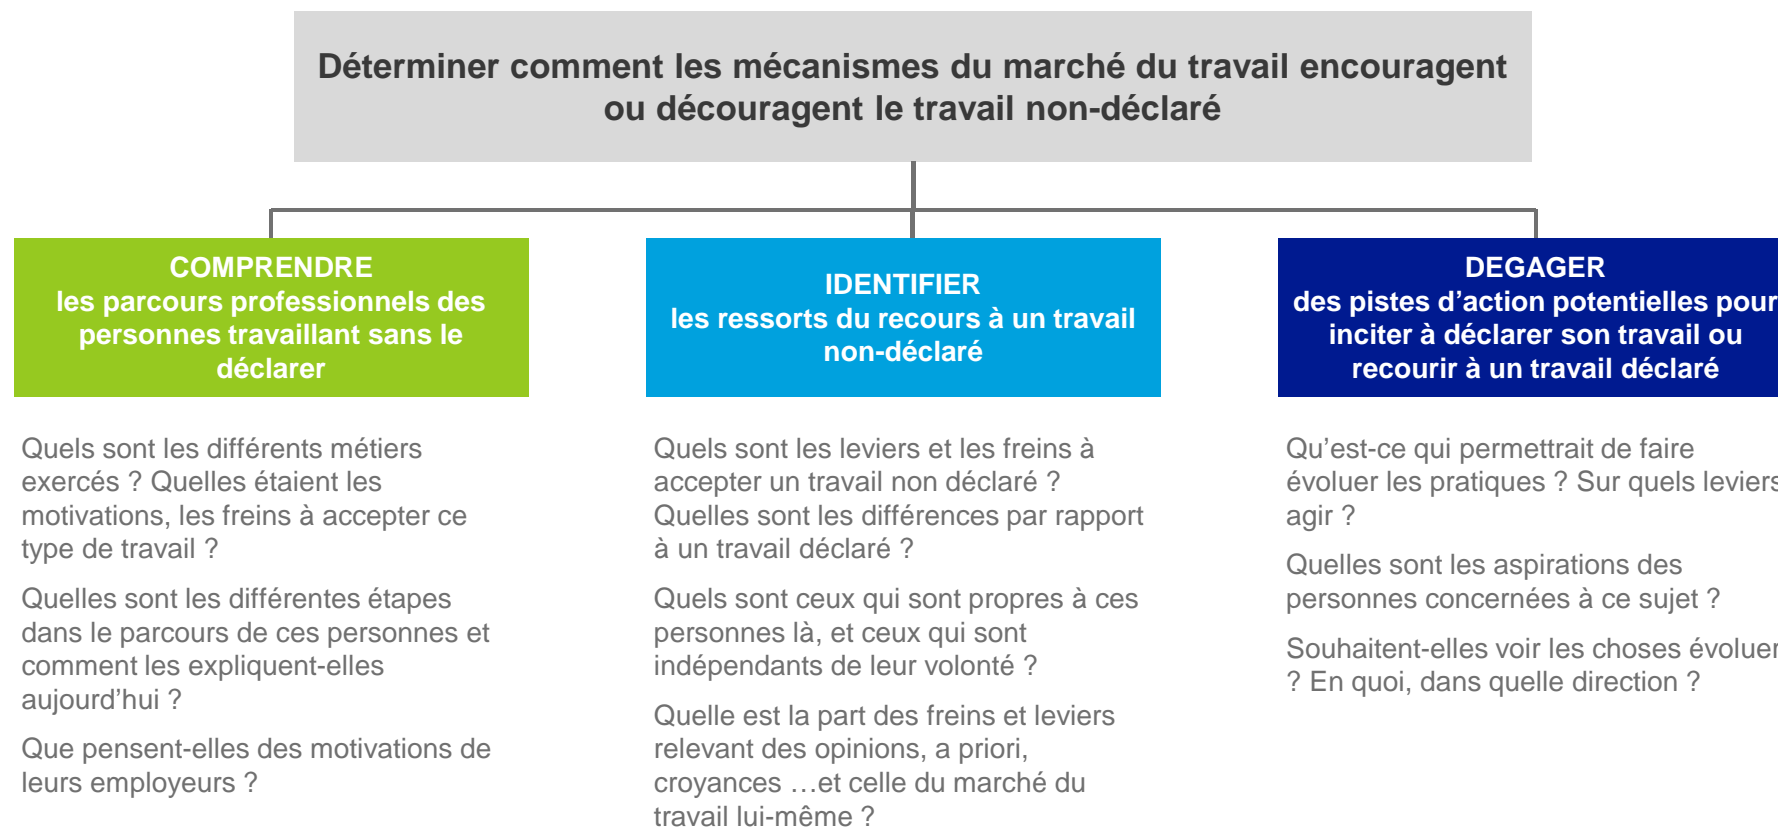 Déterminer comment les mécanismes du marché du travail encouragent
ou découragent le travail non-déclaré
COMPRENDRE
les parcours professionnels des
personnes travaillant sans le
déclarer
Quels sont les différents métiers
exercés ? Quelles étaient les
motivations, les freins à accepter ce
type de travail ?
Quelles sont les différentes étapes
dans le parcours de ces personnes et
comment les expliquent-elles
aujourd’hui ?
Que pensent-elles des motivations de
leurs employeurs ?
IDENTIFIER
les ressorts du recours à un travail
non-déclaré
Quels sont les leviers et les freins à
accepter un travail non déclaré ?
Quelles sont les différences par rapport
à un travail déclaré ?
Quels sont ceux qui sont propres à ces
personnes là, et ceux qui sont
indépendants de leur volonté ?
Quelle est la part des freins et leviers
relevant des opinions, a priori,
croyances …et celle du marché du
travail lui-même ?
DEGAGER
des pistes d’action potentielles pour
inciter à déclarer son travail ou
recourir à un travail déclaré
Qu’est-ce qui permettrait de faire
évoluer les pratiques ? Sur quels leviers
agir ?
Quelles sont les aspirations des
personnes concernées à ce sujet ?
Souhaitent-elles voir les choses évoluer
? En quoi, dans quelle direction ?